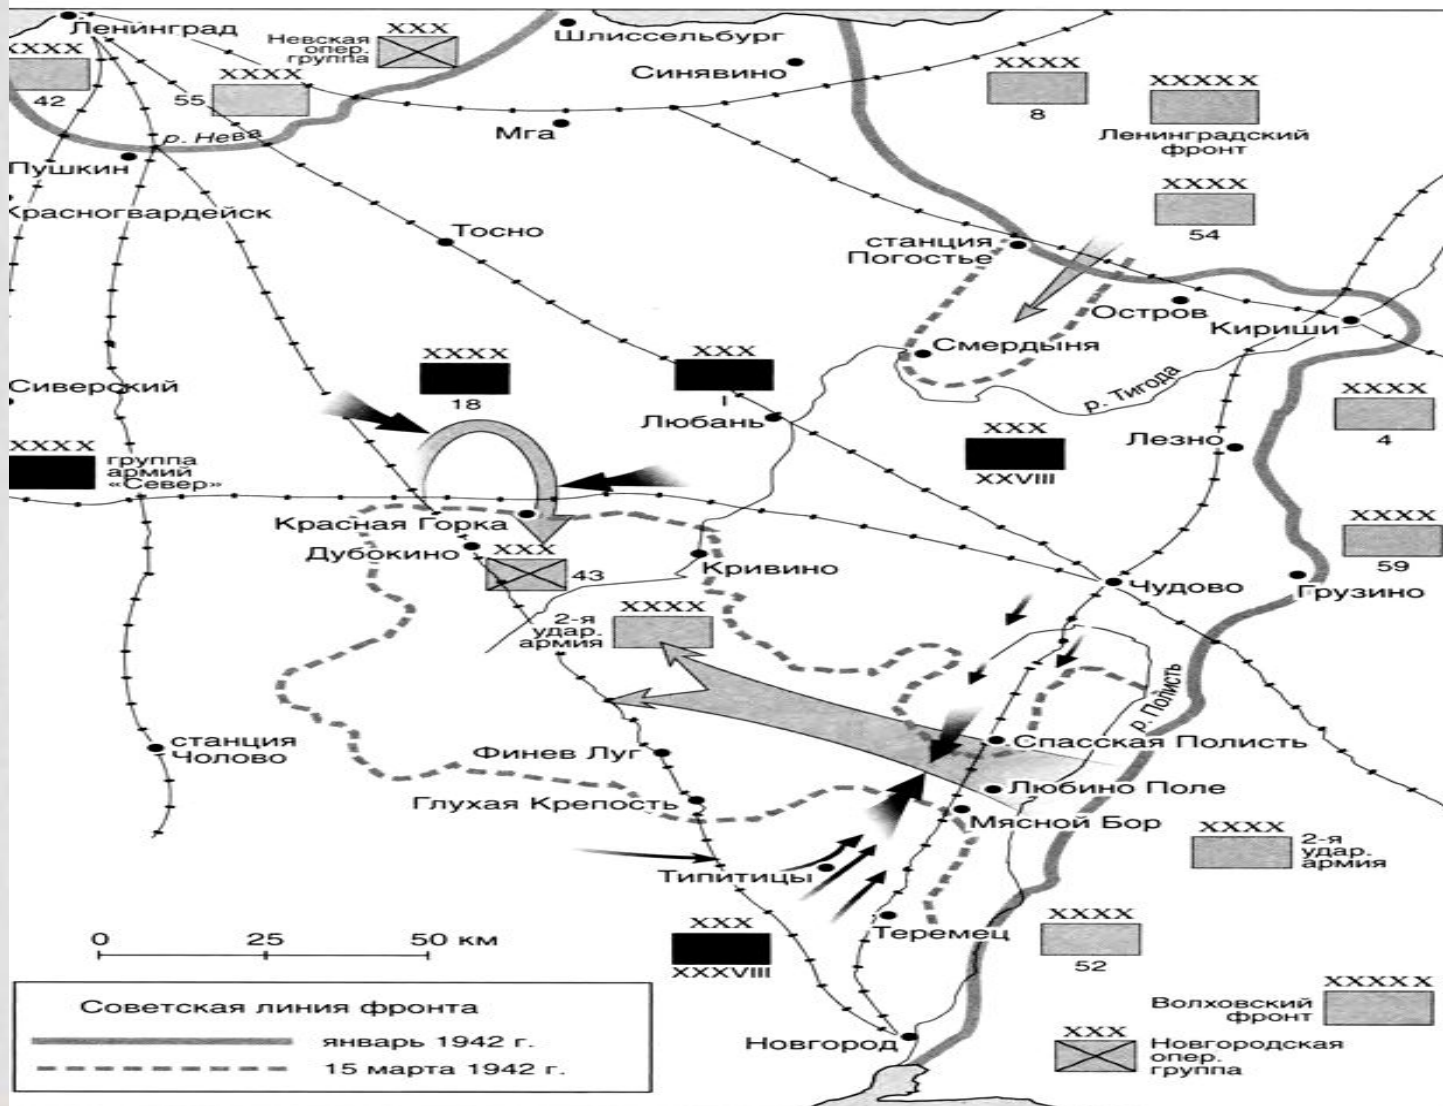 Ленинград
XXX
Невская
опер.
группа
Шлиссельбург
XXXX
42
XXXX
55
Синявино
XXXX
8
XXXXX
Ленинградский
фронт
р. Нева
Мга
Пушкин
Красногвардейск
Тосно
XXXX
54
станция
Погостье
Остров
Кириши
Смердыня
р. Тигода
Сиверский
XXXX
18
XXX
I
Любань
XXXX
4
Лезно
XXX
XXVIII
XXXX
группа
армий
«Север»
Красная Горка
Дубокино
XXX
43
Кривино
XXXX
59
Чудово
Грузино
XXXX
2-я
удар.
армия
р. Полисть
станция
Чолово
Финев Луг
Спасская Полисть
Глухая Крепость
Любино Поле
Мясной Бор
XXXX
2-я
удар.
армия
Типитицы
Теремец
XXXX
52
0 25 50 км
XXX
XXXVIII
Советская линия фронта
январь 1942 г.
15 марта 1942 г.
Новгород
XXXXX
Волховский
фронт
XXX
Новгородская
опер.
группа